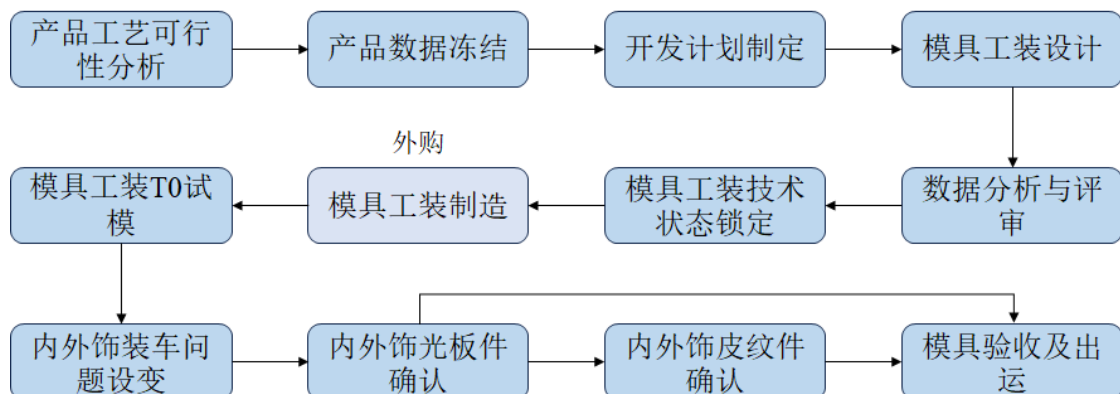 产品工艺可行
性分析
产品数据冻结
开发计划制定
模具工装设计
外购
模具工装T0试
模
模具工装制造
模具工装技术
状态锁定
数据分析与评
审
内外饰装车问
题设变
内外饰光板件
确认
内外饰皮纹件
确认
模具验收及出
运